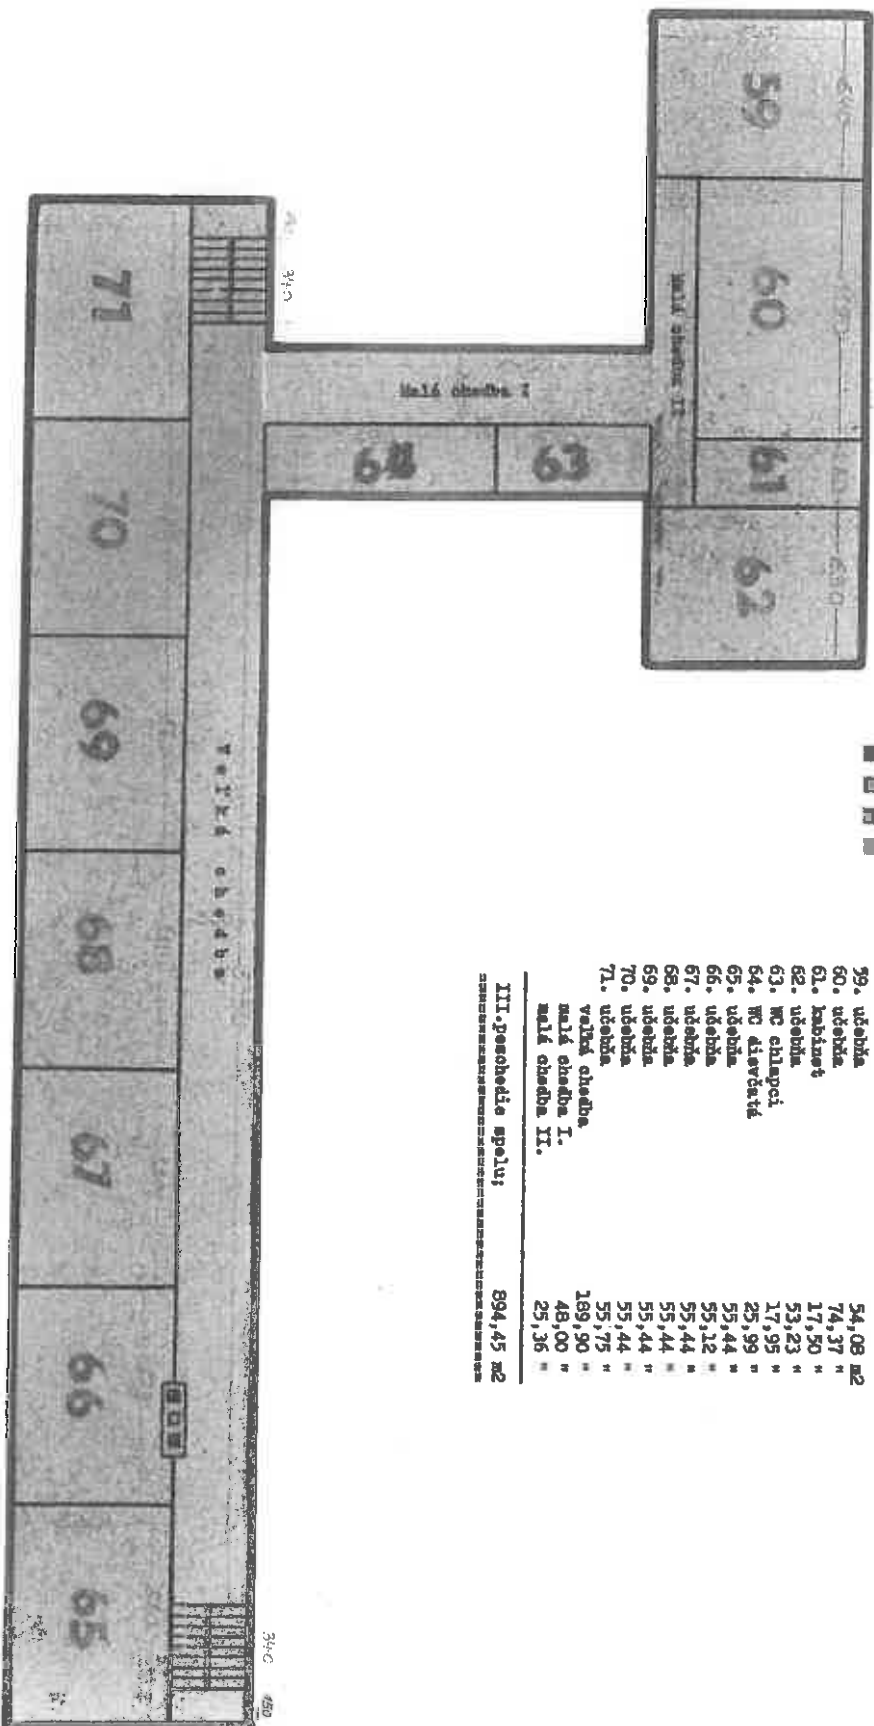 59. učebňa 54,08 m2
60. učebňa 74,37 "
61. kabinet 17,50 "
62. učebňa 53,23 "
63. WC chlapci 17,95 "
64. WC dievčatá 25,99 "
65. učebňa 55,44 "
66. učebňa 55,12 "
67. učebňa 55,44 "
68. učebňa 55,44 "
69. učebňa 55,44 "
70. učebňa 55,44 "
71. učebňa 55,75 "
veľká chodba 189,90 "
malá chodba I. 48,00 "
malá chodba II. 25,36 "
III.poschodie spolu; 894,45 m2
59
60
61
62
Malá chodba II
Malá chodba I
63
64
Veľká chodba
71
70
69
68
67
66
65
340
340
150